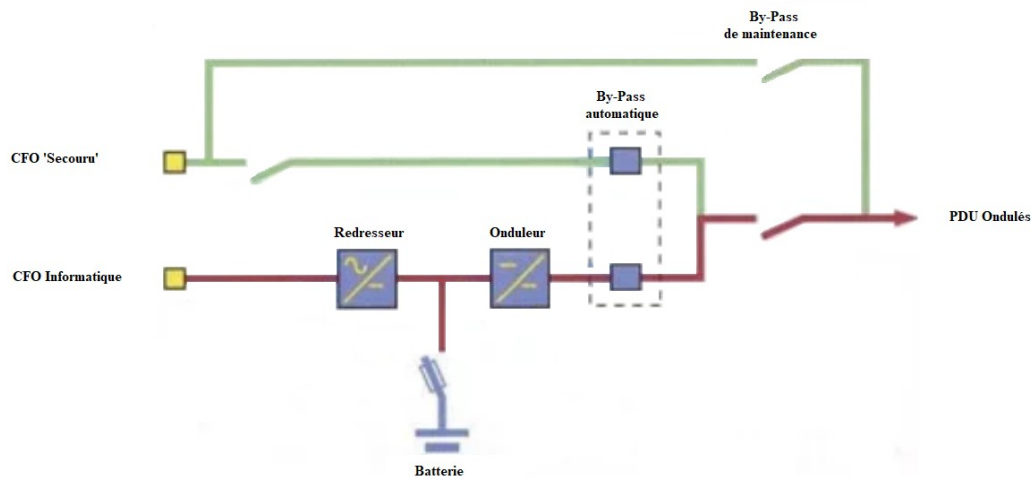 By-Pass
de maintenance
By-Pass
automatique
CFO 'Secouru'
PDU Ondulés
Redresseur
Onduleur
CFO Informatique
Batterie